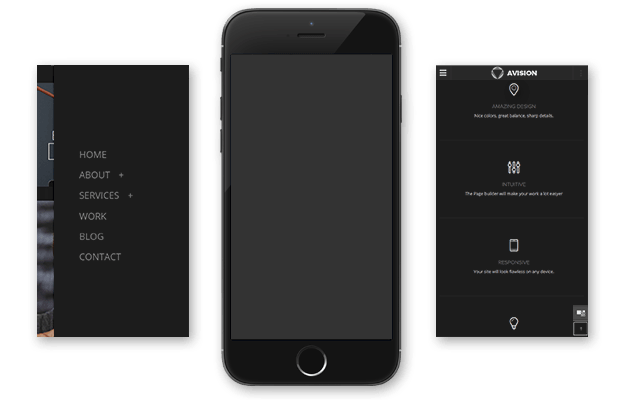 HOME
ABOUT +
SERVICES +
WORK
BLOG
CONTACT
AVISION
AMAZING DESIGN
Nice colors, great balance, sharp details.
INTUITIVE
The Page Builder will make your work a lot easyer
RESPONSIVE
Your site will look flawless on any device.